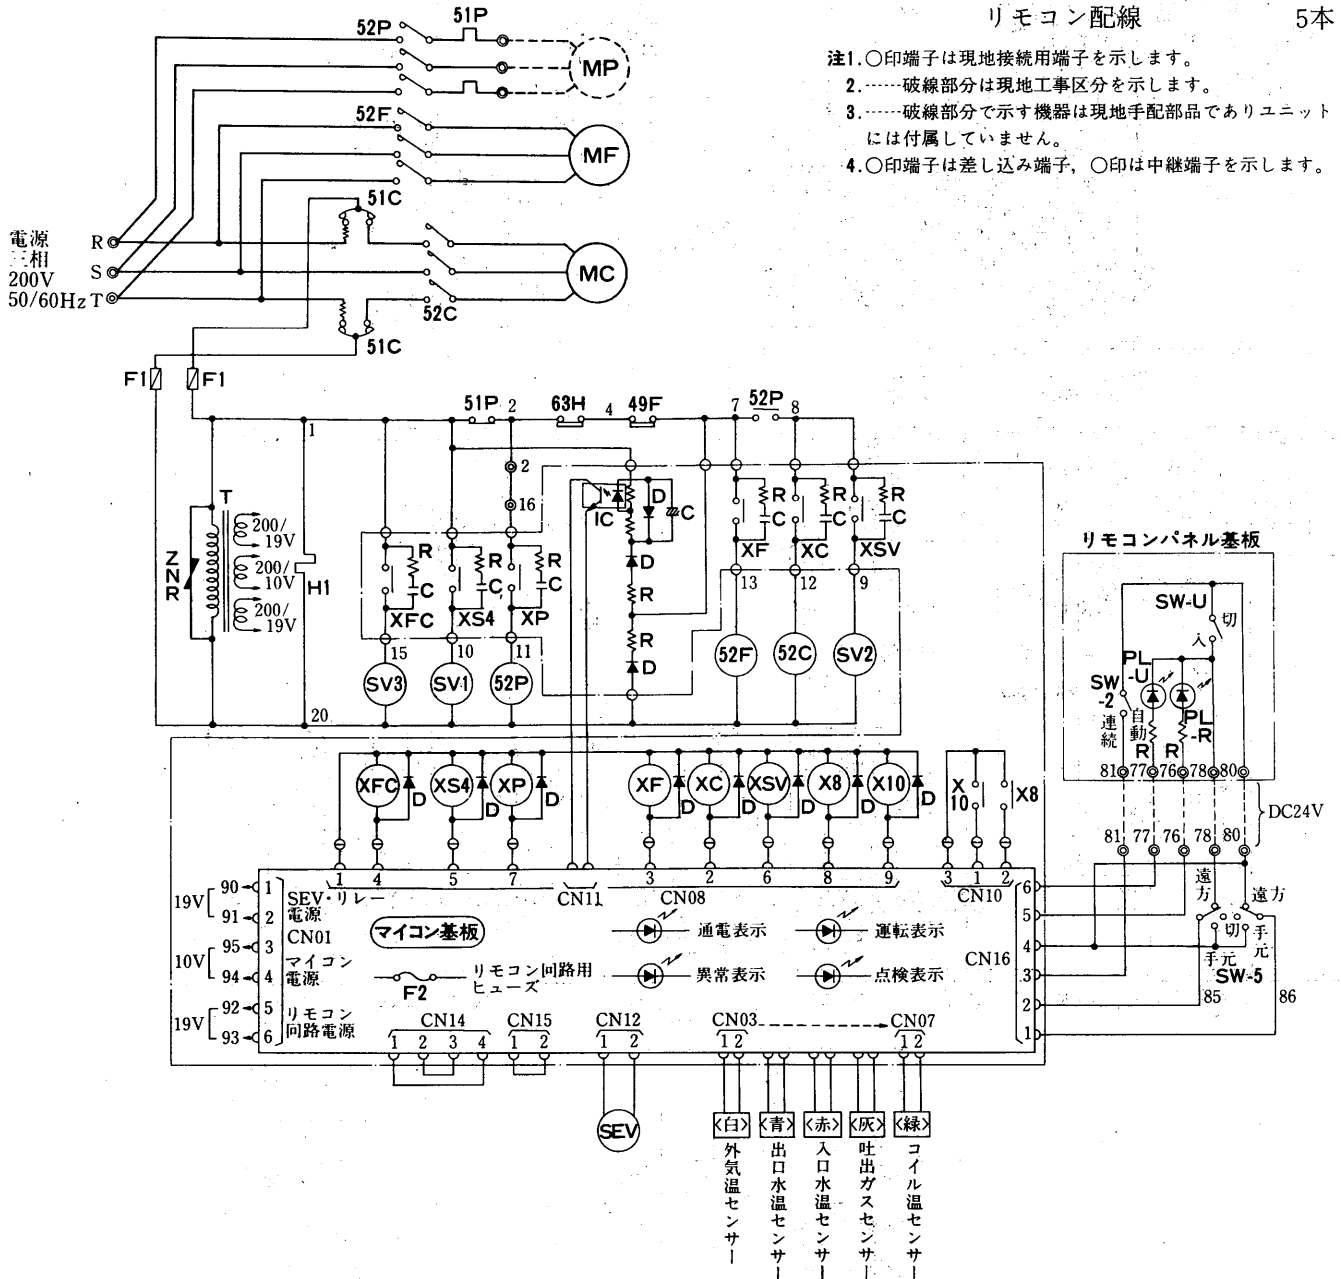 リモコン配線 5本
注1.○印端子は現地接続用端子を示します。
2.-----破線部分は現地工事区分を示します。
3.-----破線部分で示す機器は現地手配部品でありユニット
には付属していません。
4.○印端子は差し込み端子，○印は中継端子を示します。
52P 51P
MP
52F
MF
51C
電源
三相
200V
50/60Hz
R
S
T
MC
52C
51C
F1 F1
51P 2 63H 4 49F 7 52P 8
1
2
16
T
200/
19V
200/
10V
200/
19V
ZNR
H1
IC D C
R C R C R C
XFC XS4 XP
D
R
R
D
R C R C R C
XF XC XSV
13 12 9
15 10 11
SV3 SV1 52P
52F 52C SV2
20
リモコンパネル基板
SW-U 切
入
PL-U
SW-2
自動
連続
PL-R
R R
81 77 76 78 80
DC24V
81 77 76 78 80
XFC D XS4 D XP D
XF D XC D XSV D X8 D X10 D
X10 X8
1 4 5 7
CN11
3 2 6 8 9
CN08
3 1 2
CN10
19V 90 1
91 2
10V 95 3
94 4
19V 92 5
93 6
SEV・リレー
電源
CN01
マイコン
電源
リモコン
回路電源
マイコン基板
F2
リモコン回路用
ヒューズ
通電表示
運転表示
異常表示
点検表示
CN16
6
5
4
3
2
1
遠方 遠方
切
手元 手元
SW-5
85 86
CN14
1 2 3 4
CN15
1 2
CN12
1 2
CN03 CN07
1 2 1 2
SEV
<白> <青> <赤> <灰> <緑>
外気温センサー
出口水温センサー
入口水温センサー
吐出ガスセンサー
コイル温センサー